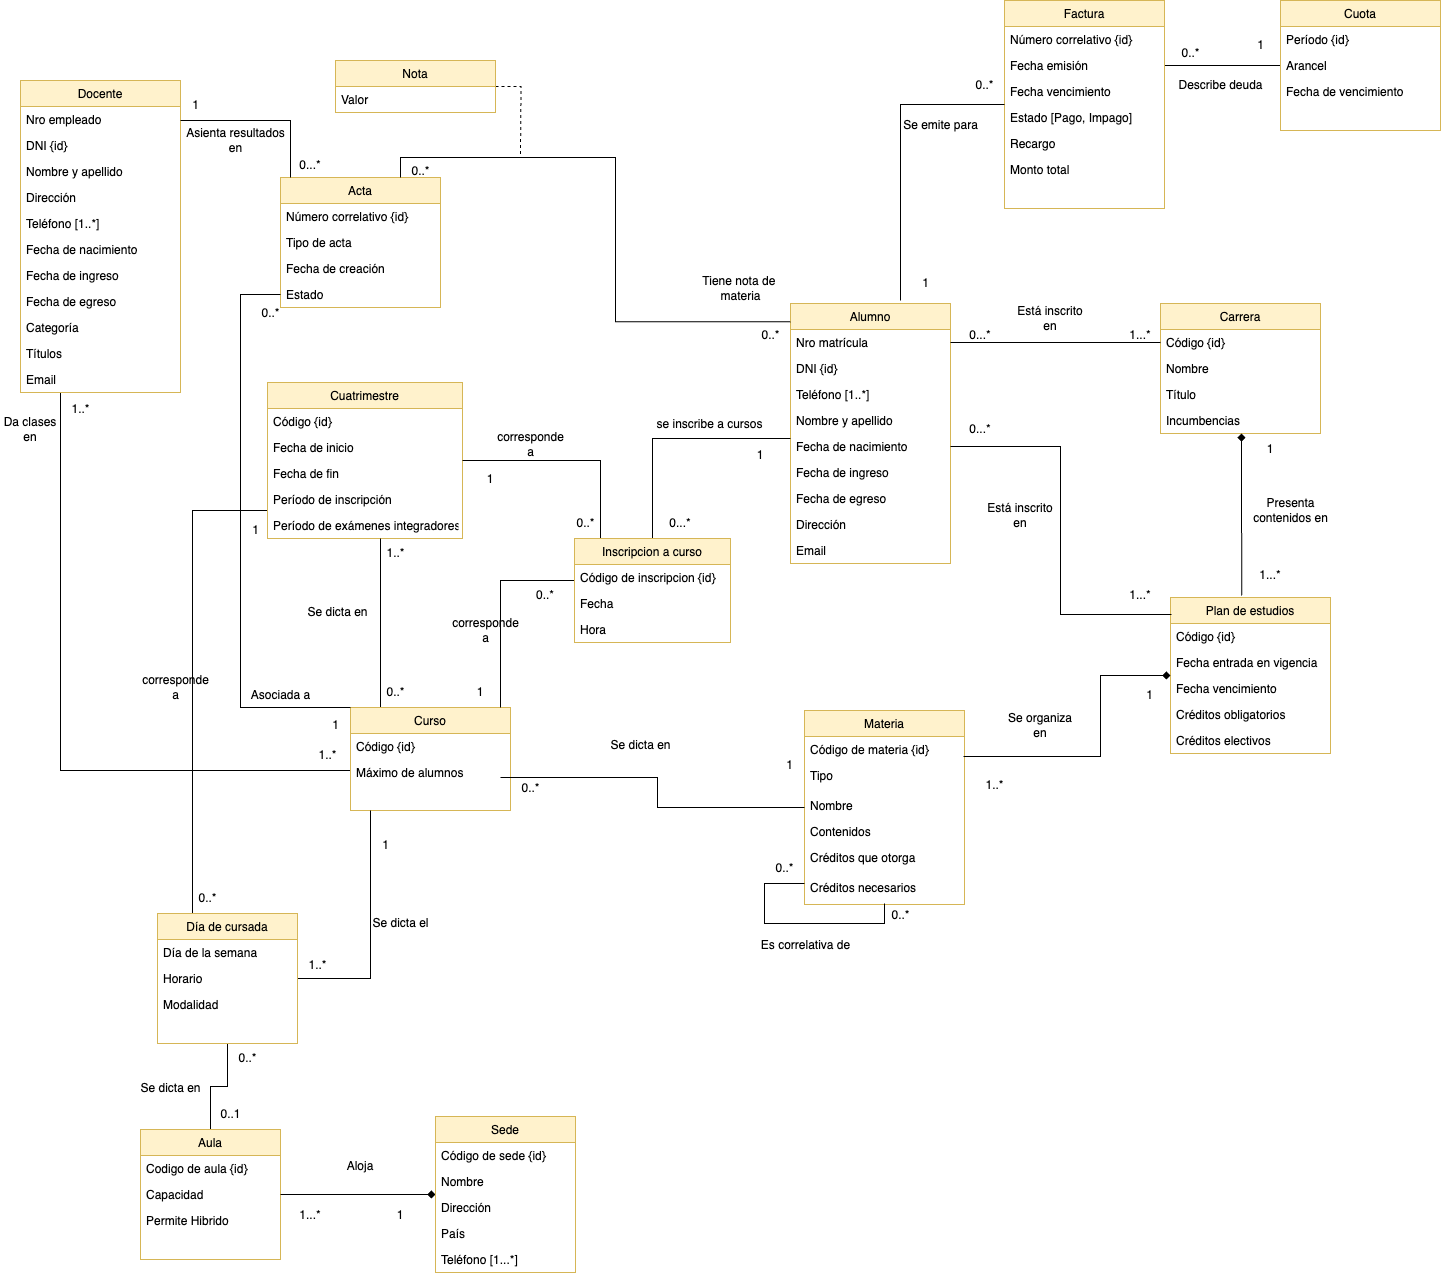 Factura
Número correlativo {id}
Fecha emisión
Fecha vencimiento
Estado [Pago, Impago]
Recargo
Monto total
Cuota
Período {id}
Arancel
Fecha de vencimiento
0..*
1
Describe deuda
Nota
Valor
Docente
Nro empleado
DNI {id}
Nombre y apellido
Dirección
Teléfono [1..*]
Fecha de nacimiento
Fecha de ingreso
Fecha de egreso
Categoría
Títulos
Email
1
Asienta resultados
en
0...*
0..*
Acta
Número correlativo {id}
Tipo de acta
Fecha de creación
Estado
0..*
0..*
Se emite para
1
Tiene nota de
materia
0..*
Alumno
Nro matrícula
DNI {id}
Teléfono [1..*]
Nombre y apellido
Fecha de nacimiento
Fecha de ingreso
Fecha de egreso
Dirección
Email
Está inscrito
en
0...*
1...*
Carrera
Código {id}
Nombre
Título
Incumbencias
1
Presenta
contenidos en
1...*
0...*
Está inscrito
en
1...*
Plan de estudios
Código {id}
Fecha entrada en vigencia
Fecha vencimiento
Créditos obligatorios
Créditos electivos
1..*
Da clases
en
Cuatrimestre
Código {id}
Fecha de inicio
Fecha de fin
Período de inscripción
Período de exámenes integradores
corresponde
a
1
0..*
se inscribe a cursos
1
0...*
1
1..*
Inscripcion a curso
Código de inscripcion {id}
Fecha
Hora
Se dicta en
0..*
0..*
corresponde
a
1
corresponde
a
Asociada a
1
1..*
Curso
Código {id}
Máximo de alumnos
Se dicta en
0..*
1
Materia
Código de materia {id}
Tipo
Nombre
Contenidos
Créditos que otorga
Créditos necesarios
Se organiza
en
1
1..*
0..*
0..*
Es correlativa de
1
Se dicta el
1..*
0..*
Día de cursada
Día de la semana
Horario
Modalidad
0..*
Se dicta en
0..1
Aula
Codigo de aula {id}
Capacidad
Permite Hibrido
Aloja
1...*
1
Sede
Código de sede {id}
Nombre
Dirección
País
Teléfono [1...*]